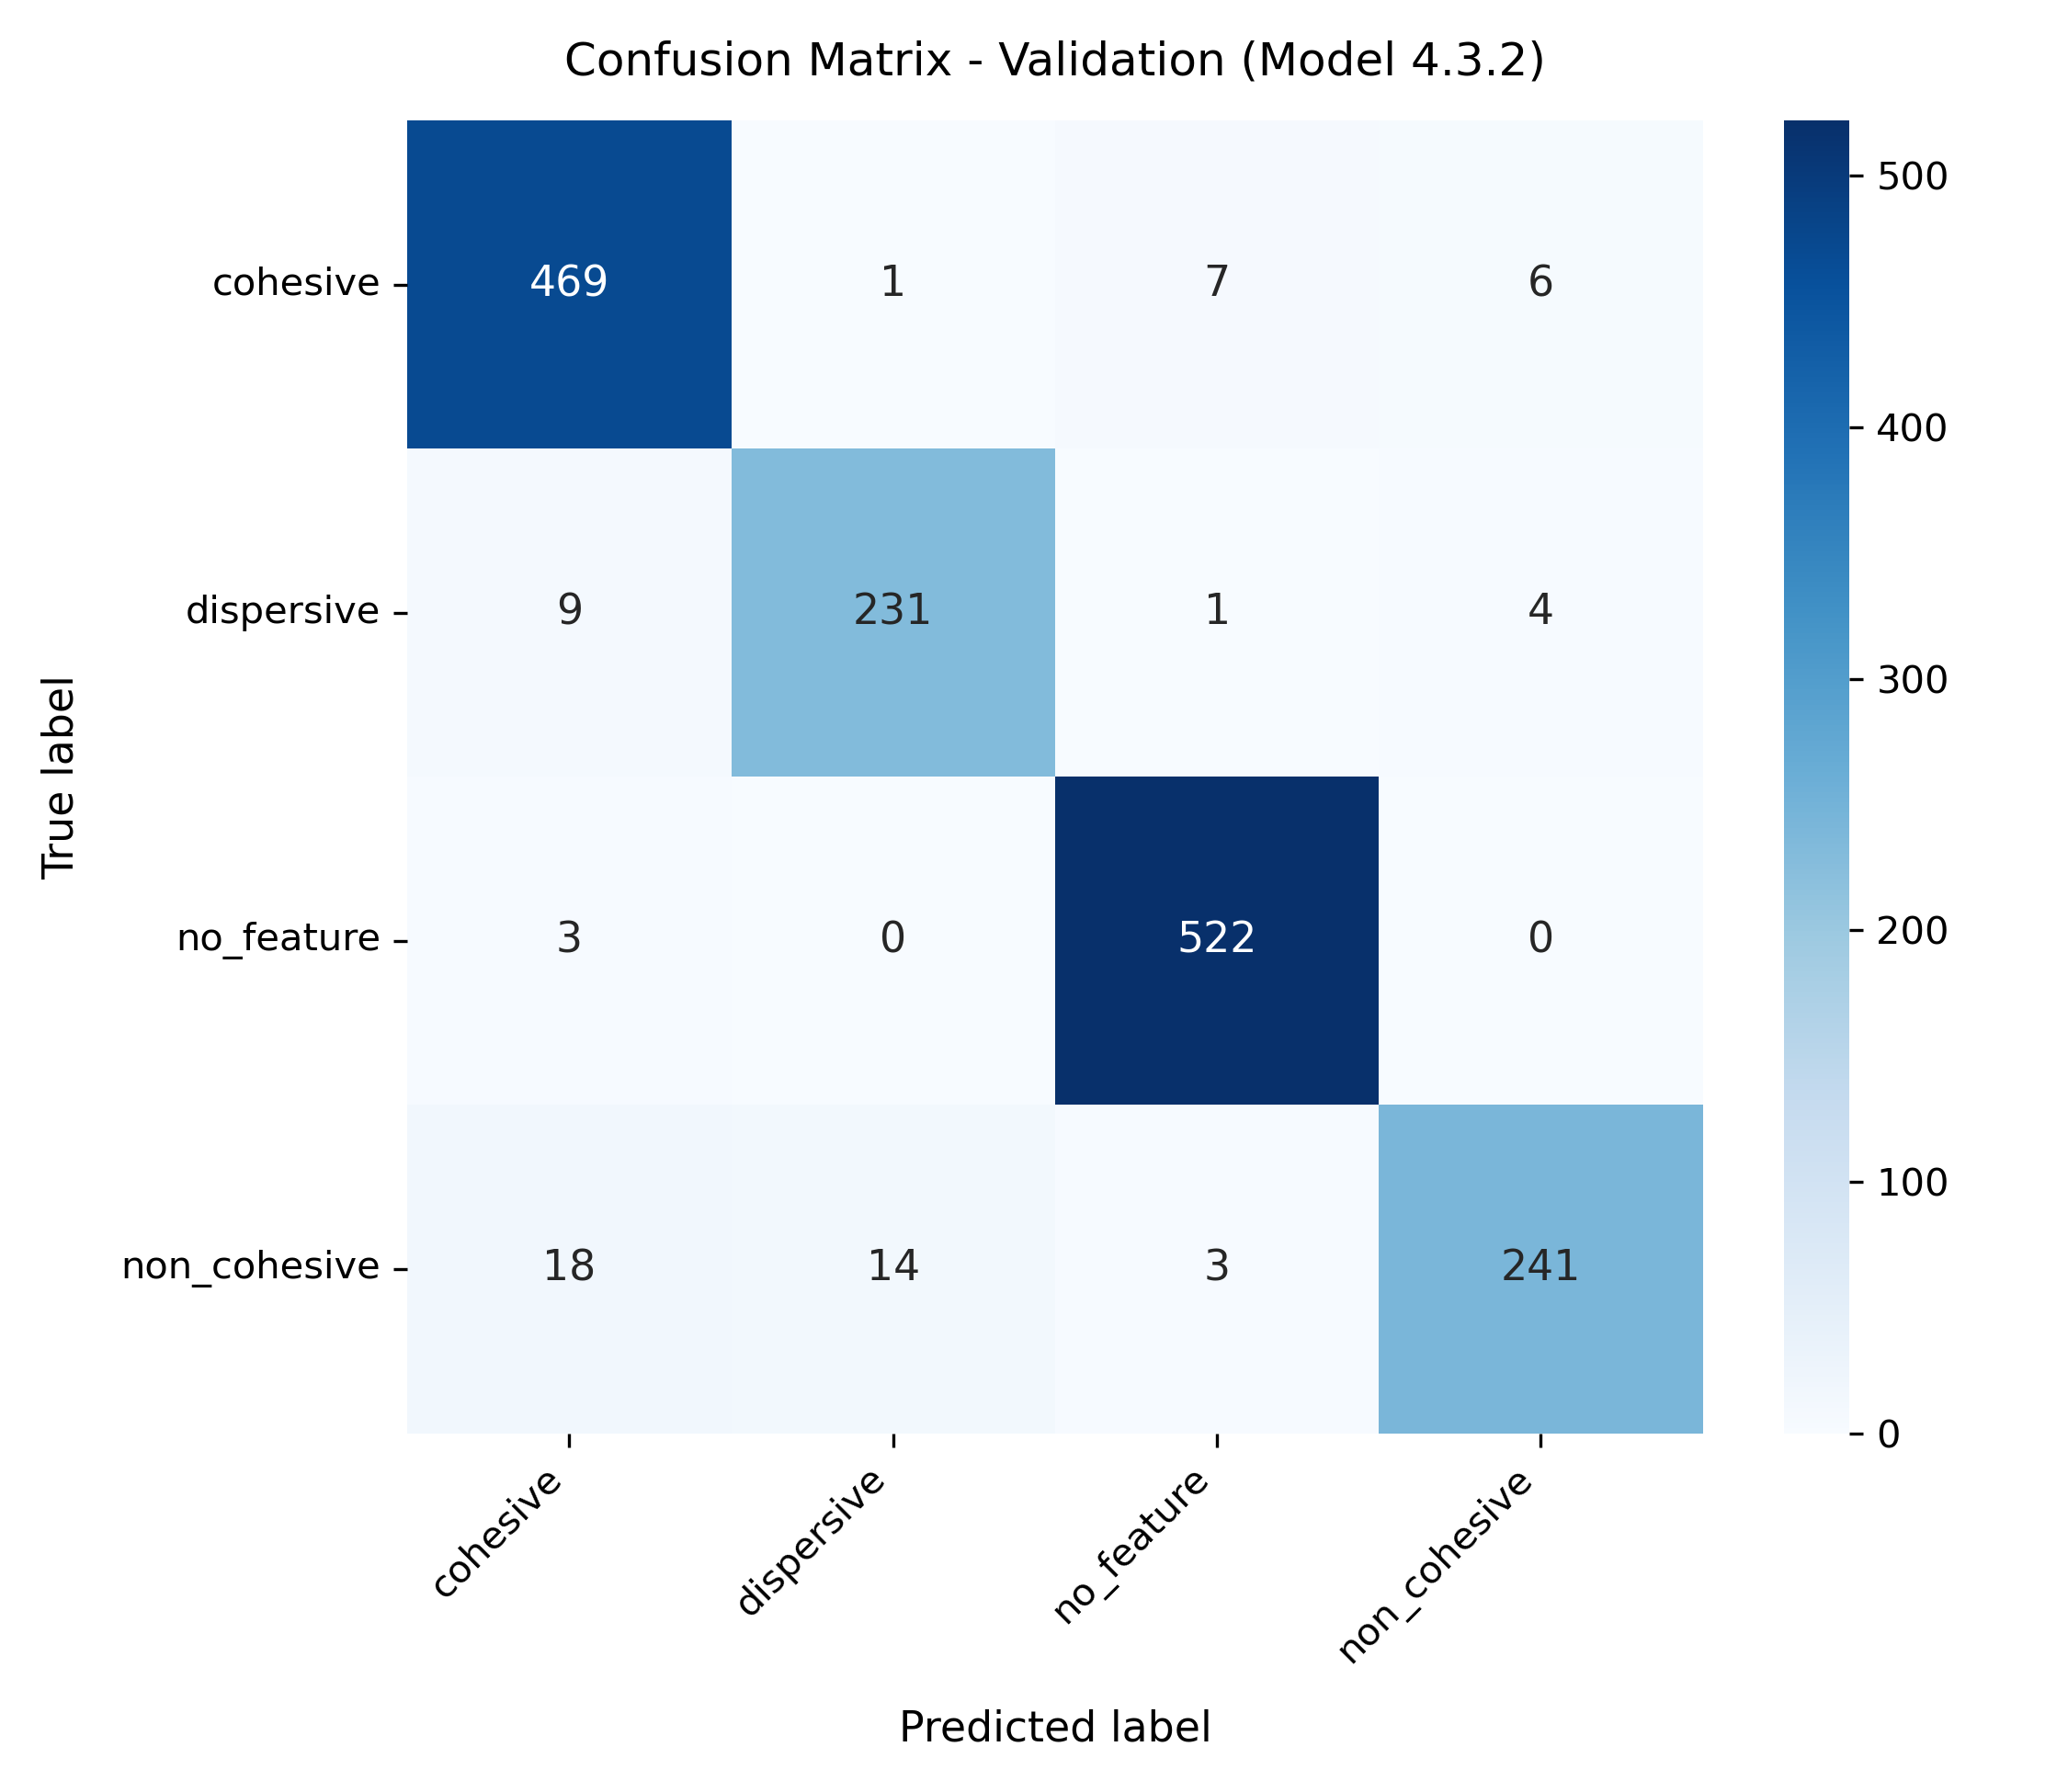 Confusion Matrix - Validation (Model 4.3.2)
cohesive 469 1 7 6
dispersive 9 231 1 4
no_feature 3 0 522 0
non_cohesive 18 14 3 241
True label
cohesive dispersive no_feature non_cohesive
Predicted label
500
400
300
200
100
0